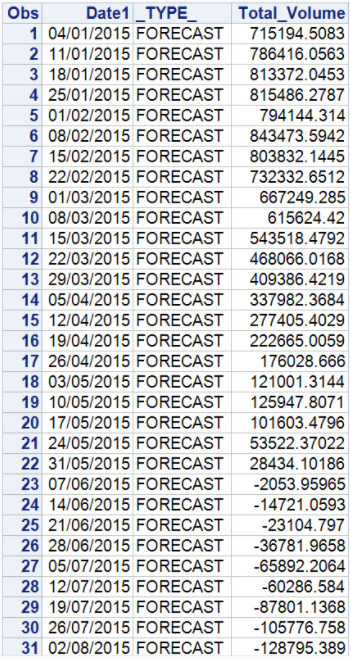 Obs Date1 _TYPE_ Total_Volume
1 04/01/2015 FORECAST 715194.5083
2 11/01/2015 FORECAST 786416.0563
3 18/01/2015 FORECAST 813372.0453
4 25/01/2015 FORECAST 815486.2787
5 01/02/2015 FORECAST 794144.314
6 08/02/2015 FORECAST 843473.5942
7 15/02/2015 FORECAST 803832.1445
8 22/02/2015 FORECAST 732332.6512
9 01/03/2015 FORECAST 667249.285
10 08/03/2015 FORECAST 615624.42
11 15/03/2015 FORECAST 543518.4792
12 22/03/2015 FORECAST 468066.0168
13 29/03/2015 FORECAST 409386.4219
14 05/04/2015 FORECAST 337982.3684
15 12/04/2015 FORECAST 277405.4029
16 19/04/2015 FORECAST 222665.0059
17 26/04/2015 FORECAST 176028.666
18 03/05/2015 FORECAST 121001.3144
19 10/05/2015 FORECAST 125947.8071
20 17/05/2015 FORECAST 101603.4796
21 24/05/2015 FORECAST 53522.37022
22 31/05/2015 FORECAST 28434.10186
23 07/06/2015 FORECAST -2053.95965
24 14/06/2015 FORECAST -14721.0593
25 21/06/2015 FORECAST -23104.797
26 28/06/2015 FORECAST -36781.9658
27 05/07/2015 FORECAST -65892.2064
28 12/07/2015 FORECAST -60286.584
29 19/07/2015 FORECAST -87801.1368
30 26/07/2015 FORECAST -105776.758
31 02/08/2015 FORECAST -128795.389